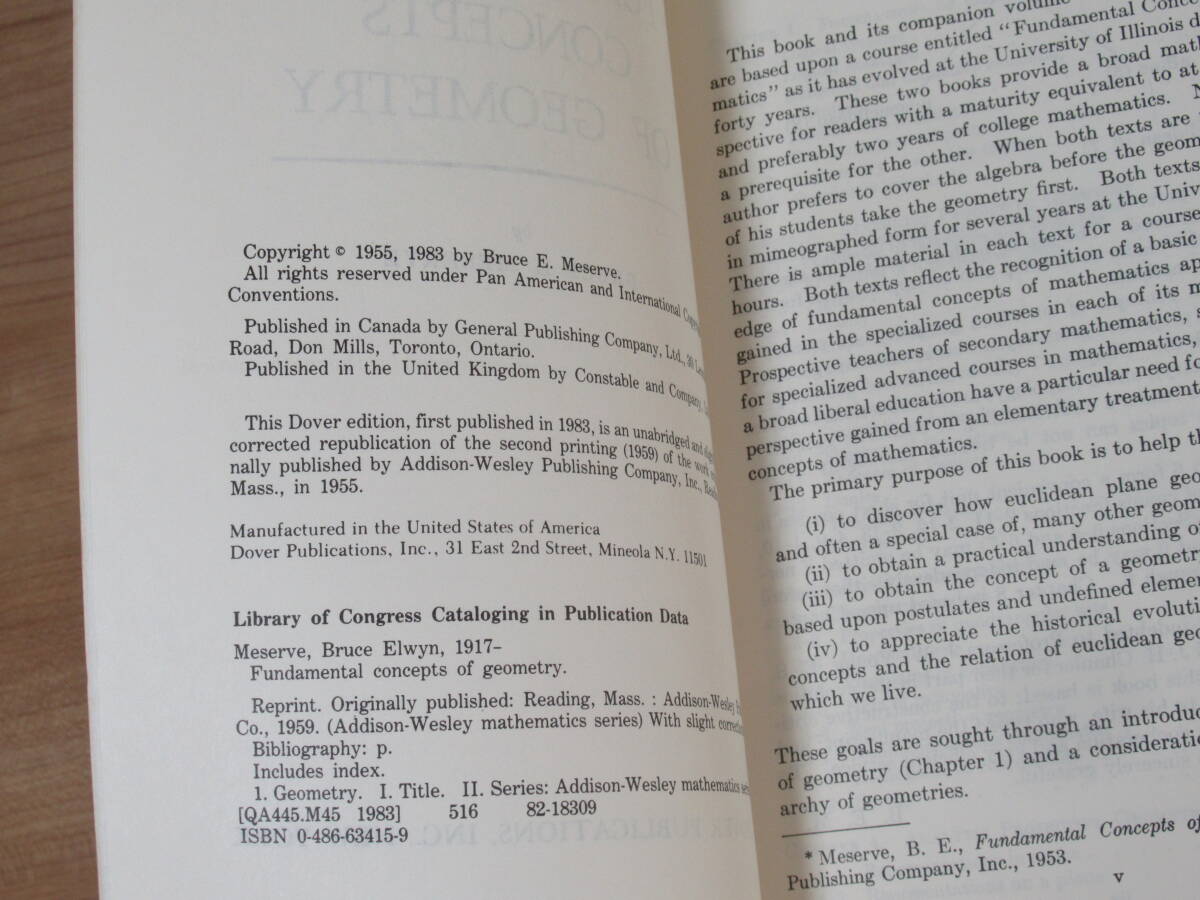 CONCEPTS
OF GEOMETRY
by
Copyright © 1955, 1983 by Bruce E. Meserve.
All rights reserved under Pan American and International
Conventions.
Published in Canada by General Publishing Company, Ltd., 30
Road, Don Mills, Toronto, Ontario.
Published in the United Kingdom by Constable and Company,
This Dover edition, first published in 1983, is an unabridged and
corrected republication of the second printing (1959) of the work
nally published by Addison-Wesley Publishing Company, Inc.,
Mass., in 1955.
Manufactured in the United States of America
Dover Publications, Inc., 31 East 2nd Street, Mineola N.Y. 11501
Library of Congress Cataloging in Publication Data
Meserve, Bruce Elwyn, 1917–
Fundamental concepts of geometry.
Reprint. Originally published: Reading, Mass. : Addison-Wesley
Co., 1959. (Addison-Wesley mathematics series) With slight
Bibliography: p.
Includes index.
1. Geometry. I. Title. II. Series: Addison-Wesley mathematics
[QA445.M45 1983] 516 82-18309
ISBN 0-486-63415-9
This book and its companion volume
are based upon a course entitled "Fundamental
matics" as it has evolved at the University of Illinois
forty years. These two books provide a broad
spective for readers with a maturity equivalent to at
and preferably two years of college mathematics.
a prerequisite for the other. When both texts are
author prefers to cover the algebra before the
of his students take the geometry first. Both texts
in mimeographed form for several years at the
There is ample material in each text for a course
hours. Both texts reflect the recognition of a basic
edge of fundamental concepts of mathematics
gained in the specialized courses in each of its
Prospective teachers of secondary mathematics,
for specialized advanced courses in mathematics,
a broad liberal education have a particular need
perspective gained from an elementary treatment
concepts of mathematics.
The primary purpose of this book is to help
(i) to discover how euclidean plane
and often a special case of, many other
(ii) to obtain a practical understanding
(iii) to obtain the concept of a geometry
based upon postulates and undefined
(iv) to appreciate the historical
concepts and the relation of euclidean
which we live.
These goals are sought through an
of geometry (Chapter 1) and a
archy of geometries.
* Meserve, B. E., Fundamental Concepts of
Publishing Company, Inc., 1953.
v